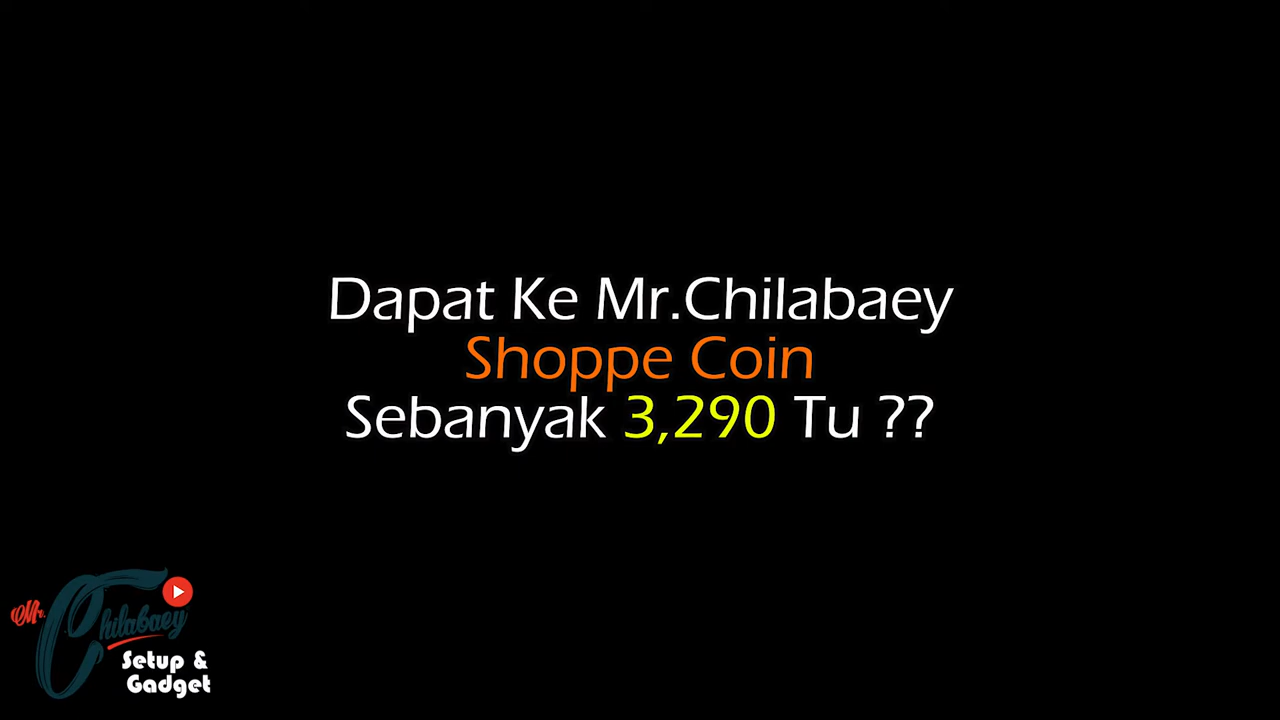 Dapat Ke Mr.Chilabaey
Shoppe Coin
Sebanyak 3,290 Tu ??
Mr.
Chilabaey
Setup &
Gadget